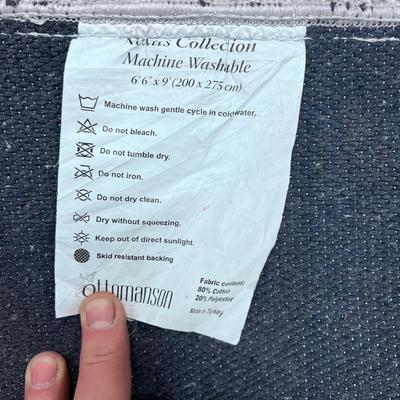 Collecion
Machine Washable
6' 6" x 9' (200 x 275 cm)
Machine wash gentle cycle in coldwater.
Do not bleach.
Do not tumble dry.
Do not iron.
Do not dry clean.
Dry without squeezing.
Keep out of direct sunlight.
Skid resistant backing
ottomanson
Fabric content:
80% Cotton
20% Polyester
Made in Turkey